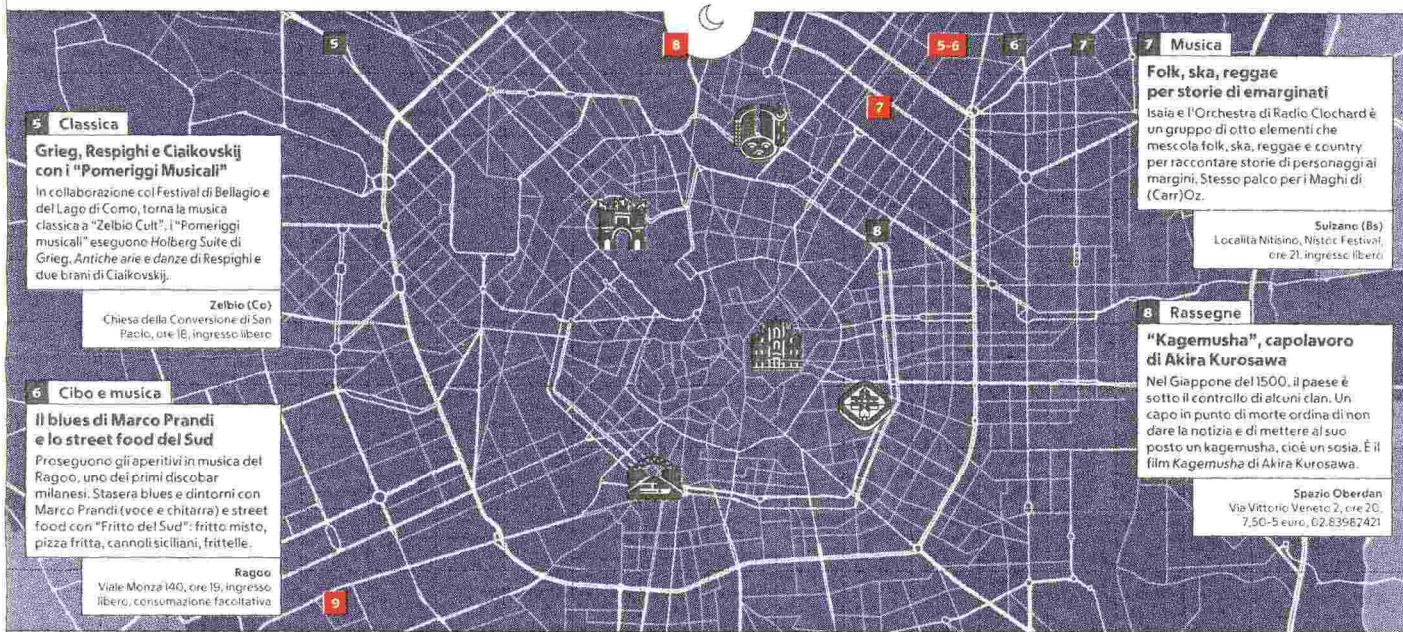 5 Classica
Grieg, Respighi e Ciaikovskij
con i "Pomeriggi Musicali"
In collaborazione col Festival di Bellagio e
del Lago di Como, torna la musica
classica a "Zelbio Cult", i "Pomeriggi
musicali" eseguono Holberg Suite di
Grieg, Antiche arie e danze di Respighi e
due brani di Ciaikovskij.
Zelbio (Co)
Chiesa della Conversione di San
Paolo, ore 18, ingresso libero
6 Cibo e musica
Il blues di Marco Prandi
e lo street food del Sud
Proseguono gli aperitivi in musica del
Ragoo, uno dei primi discobar
milanesi. Stasera blues e dintorni con
Marco Prandi (voce e chitarra) e street
food con "Fritto del Sud": fritto misto,
pizza fritta, cannoli siciliani, frittelle.
Ragoo
Viale Monza 140, ore 19, ingresso
libero, consumazione facoltativa
5
8
5-6
6
7
7
8
9
7 Musica
Folk, ska, reggae
per storie di emarginati
Isaia e l'Orchestra di Radio Clochard è
un gruppo di otto elementi che
mescola folk, ska, reggae e country
per raccontare storie di personaggi ai
margini. Stesso palco per i Maghi di
(Carr)Oz.
Sulzano (Bs)
Località Nitisino, Nistoc Festival,
ore 21, ingresso libero
8 Rassegne
"Kagemusha", capolavoro
di Akira Kurosawa
Nel Giappone del 1500, il paese è
sotto il controllo di alcuni clan. Un
capo in punto di morte ordina di non
dare la notizia e di mettere al suo
posto un kagemusha, cioè un sosia. È il
film Kagemusha di Akira Kurosawa.
Spazio Oberdan
Via Vittorio Veneto 2, ore 20,
7,50-5 euro, 02.83982421